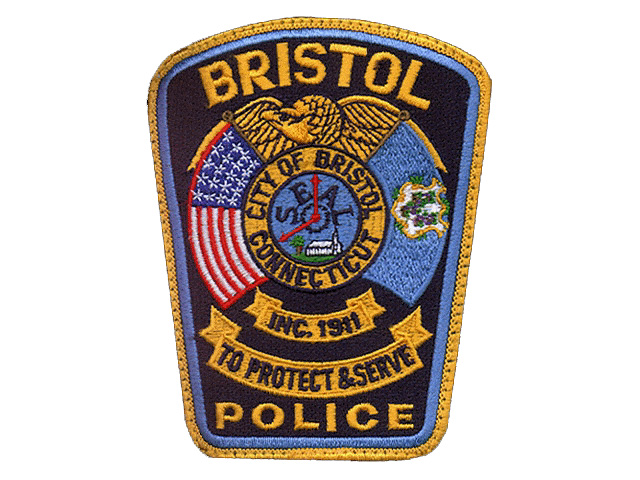 BRISTOL
CITY OF BRISTOL
SEAL
CONNECTICUT
INC. 1911
TO PROTECT & SERVE
POLICE